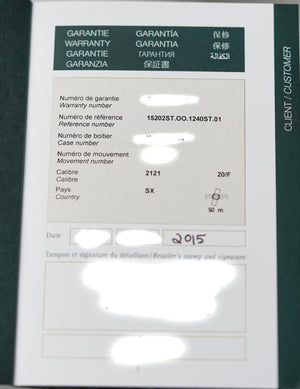 GARANTIE GARANTÍA 保修
WARRANTY GARANTIA 保修
GARANTIE ГАРАНТИЯ الكفالة
GARANZIA 保証書
CLIENT / CUSTOMER
Numéro de garantie
Warranty number
Numéro de référence 15202ST.OO.1240ST.01
Reference number
Numéro de boitier
Case number
Numéro de mouvement
Movement number
Calibre 2121 20/F
Calibre
Pays SX
Country
50 m
Date 2015
Tampon et signature du détaillant / Retailer's stamp and signature